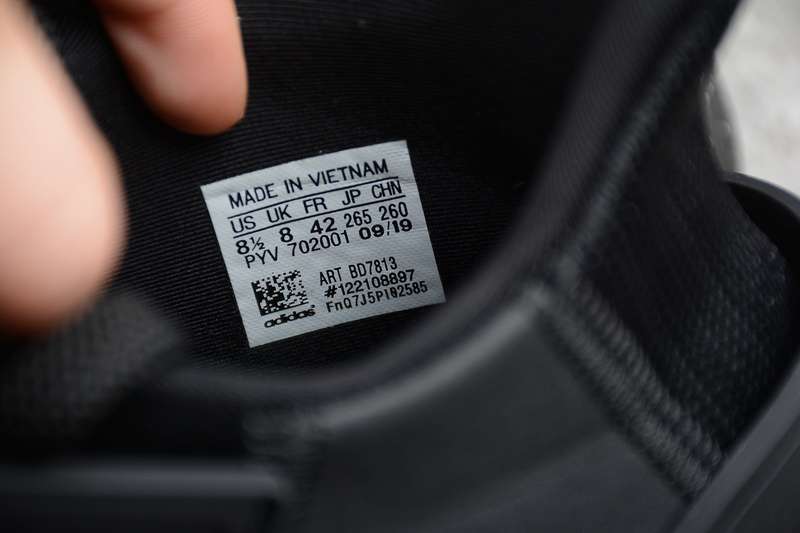 MADE IN VIETNAM
US UK FR JP CHN
8½ 8 42 265 260
PYV 702001 09/19
ART BD7813
#122108897
FnQ7J5PIQ2585
adidas